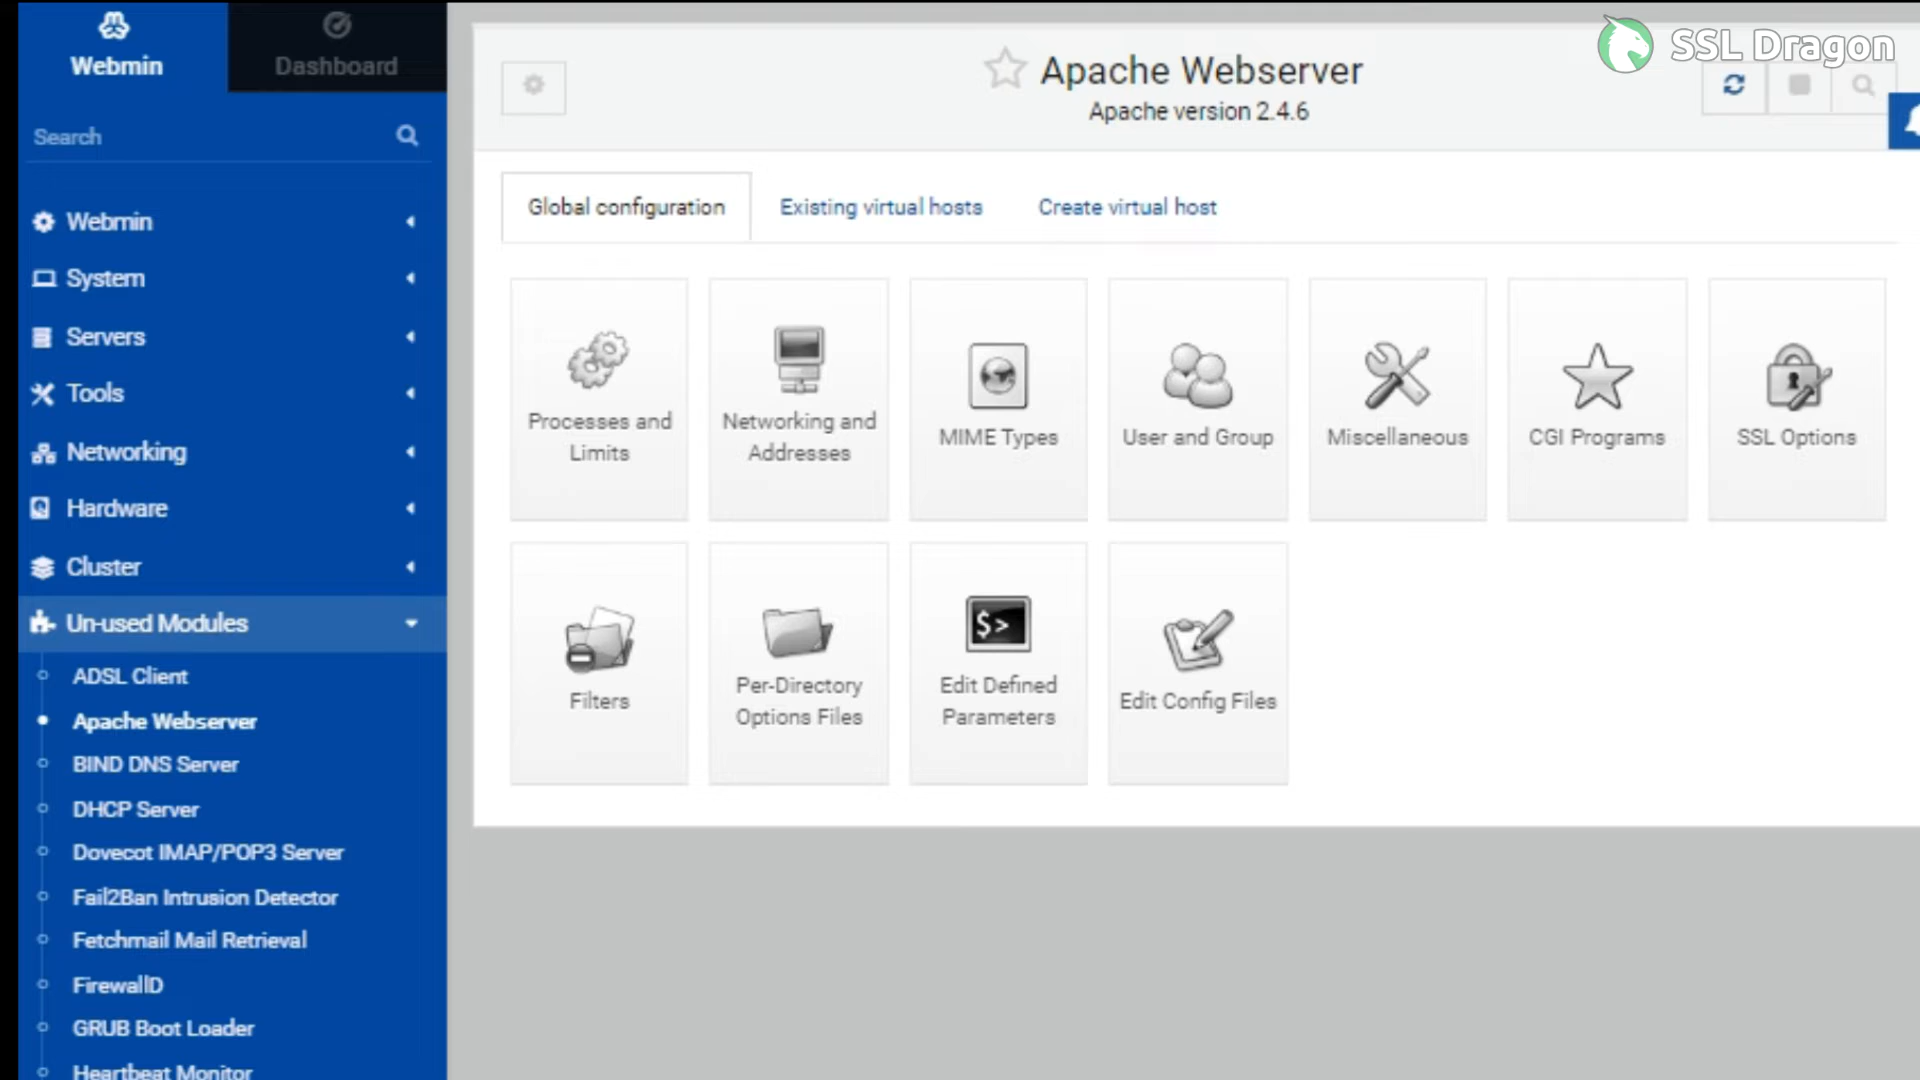 Webmin
Dashboard
Search
Webmin
System
Servers
Tools
Networking
Hardware
Cluster
Un-used Modules
ADSL Client
Apache Webserver
BIND DNS Server
DHCP Server
Dovecot IMAP/POP3 Server
Fail2Ban Intrusion Detector
Fetchmail Mail Retrieval
FirewallD
GRUB Boot Loader
Heartbeat Monitor
Apache Webserver
Apache version 2.4.6
SSL Dragon
Global configuration
Existing virtual hosts
Create virtual host
Processes and
Limits
Networking and
Addresses
MIME Types
User and Group
Miscellaneous
CGI Programs
SSL Options
Filters
Per-Directory
Options Files
$>
Edit Defined
Parameters
Edit Config Files